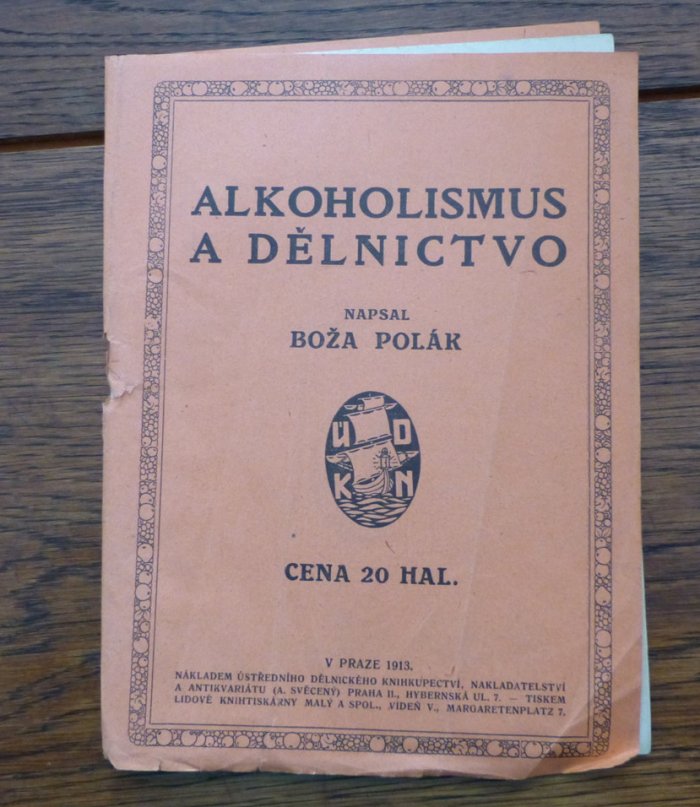 ALKOHOLISMUS
A DĚLNICTVO
NAPSAL
BOŽA POLÁK
Ú D
K N
CENA 20 HAL.
V PRAZE 1913.
NÁKLADEM ÚSTŘEDNÍHO DĚLNICKÉHO KNIHKUPECTVÍ, NAKLADATELSTVÍ
A ANTIKVARIÁTU (A. SVĚCENÝ) PRAHA II., HYBERNSKÁ UL. 7. — TISKEM
LIDOVÉ KNIHTISKÁRNY MALÝ A SPOL., VÍDEŇ V., MARGARETENPLATZ 7.